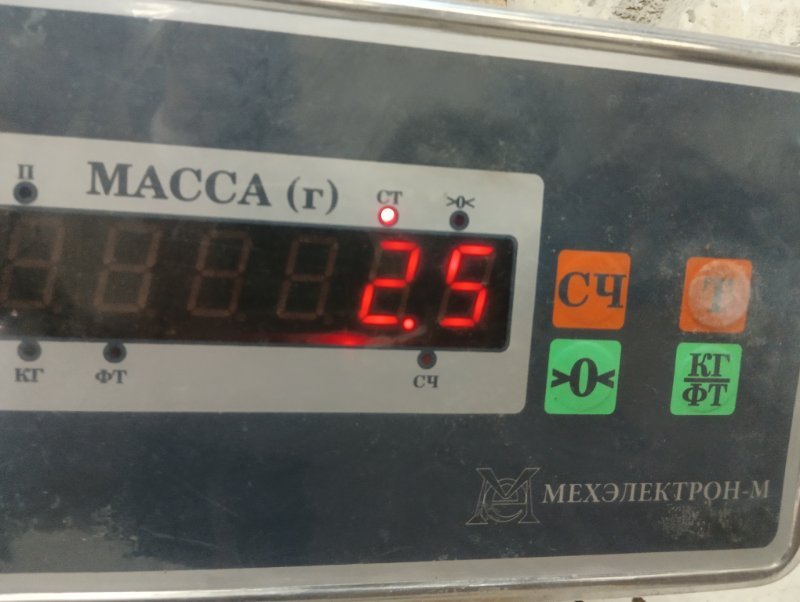 П
МАССА (г)
СТ
>0<
2.5
КГ
ФТ
СЧ
СЧ
Т
>0<
КГ
ФТ
МЕХЭЛЕКТРОН-М